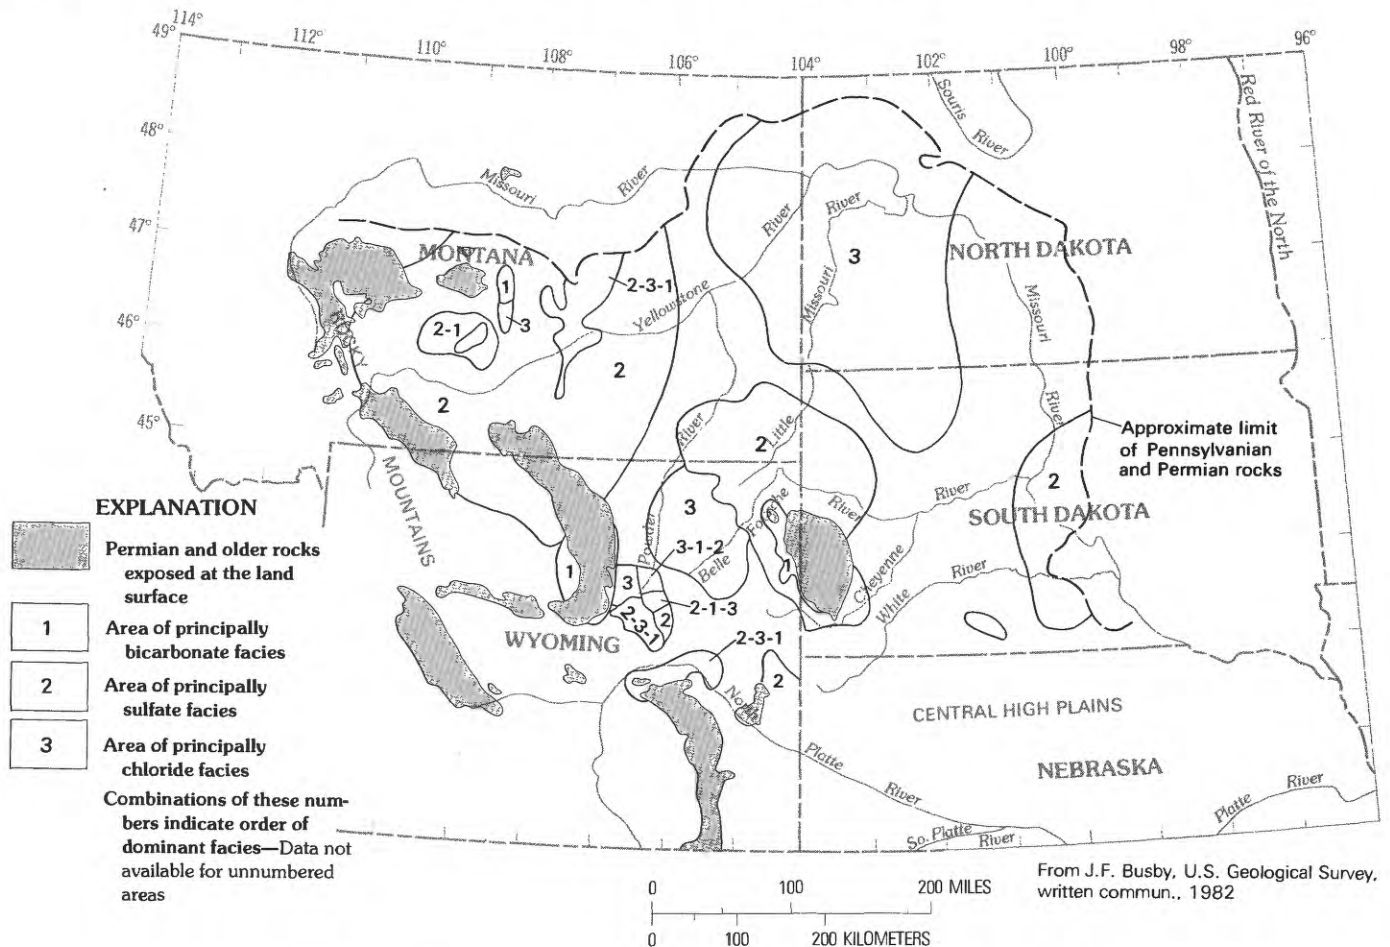 114°
49°
112°
110°
108°
106°
104°
102°
100°
98°
96°
48°
47°
46°
45°
Souris
River
Red River of the North
Missouri
River
MONTANA
River
Missouri
River
NORTH DAKOTA
3
2-3-1
1
3
Yellowstone
Missouri
Missouri
River
ROCKY
2-1
2
2
River
Little
2
Approximate limit
of Pennsylvanian
and Permian rocks
MOUNTAINS
3
Powder
Belle
Fourche
River
River
2
SOUTH DAKOTA
Cheyenne
White
River
1
1
3
3-1-2
2-1-3
2
2-3-1
WYOMING
2-3-1
2
North
Platte
River
CENTRAL HIGH PLAINS
NEBRASKA
So. Platte
River
Platte
River
EXPLANATION
Permian and older rocks
exposed at the land
surface
1
Area of principally
bicarbonate facies
2
Area of principally
sulfate facies
3
Area of principally
chloride facies
Combinations of these num-
bers indicate order of
dominant facies—Data not
available for unnumbered
areas
0
100
200 MILES
0
100
200 KILOMETERS
From J.F. Busby, U.S. Geological Survey,
written commun., 1982